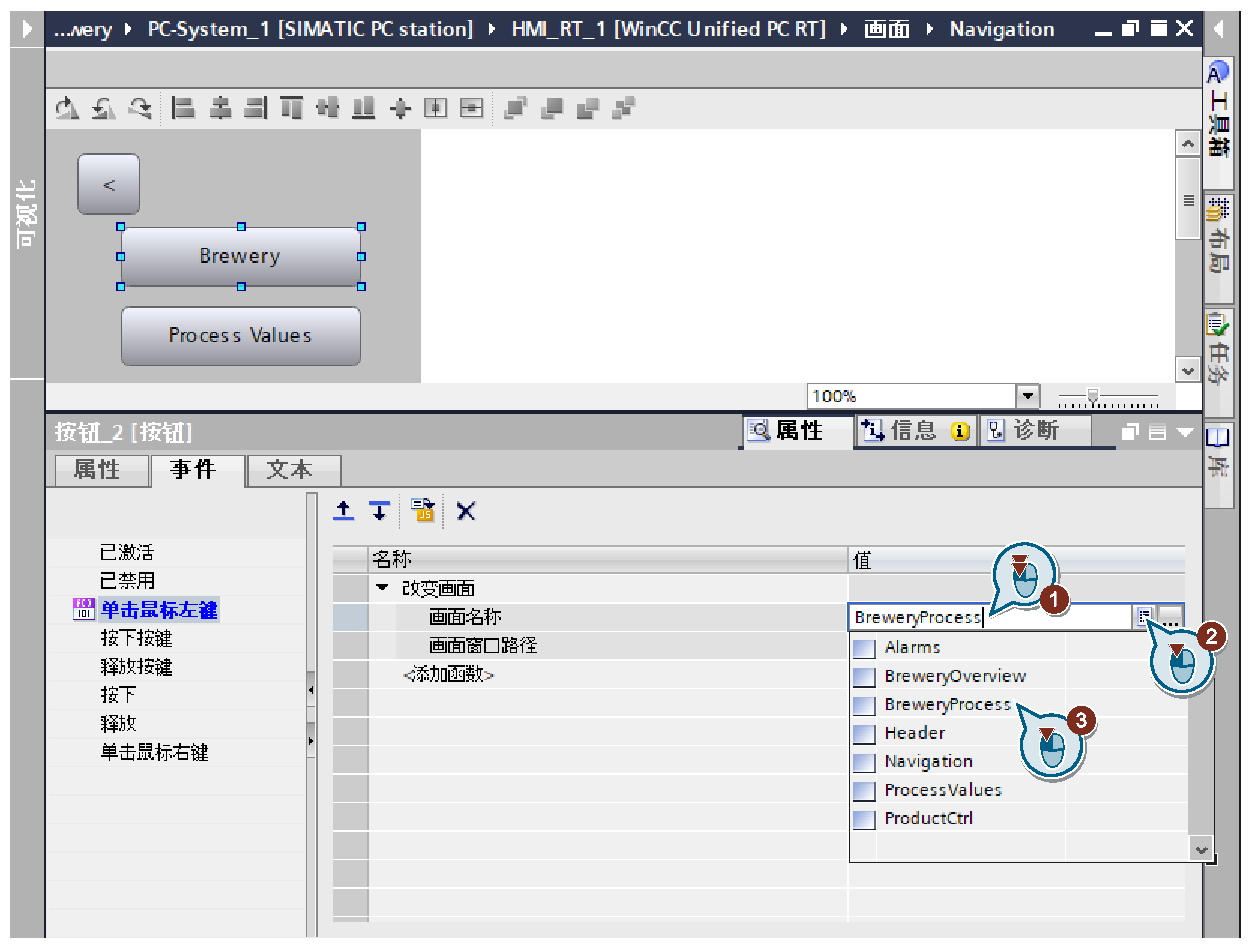 ...wery ▸ PC-System_1 [SIMATIC PC station] ▸ HMI_RT_1 [WinCC Unified PC RT] ▸ 画面 ▸ Navigation
工具箱
布局
任务
库
可视化
<
Brewery
Process Values
100%
按钮_2 [按钮]
属性
信息
诊断
属性
事件
文本
已激活
已禁用
单击鼠标左键
按下按键
释放按键
按下
释放
单击鼠标右键
名称
值
改变画面
画面名称
BreweryProcess
...
画面窗口路径
<添加函数>
Alarms
BreweryOverview
BreweryProcess
Header
Navigation
ProcessValues
ProductCtrl
1
2
3